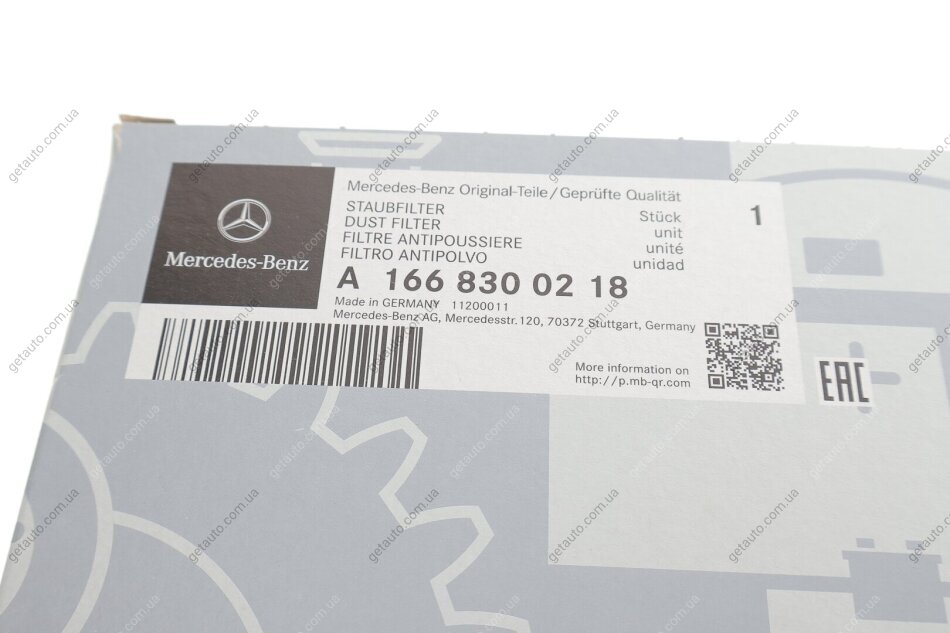 Mercedes-Benz
Mercedes-Benz Original-Teile/Geprüfte Qualität
STAUBFILTER
DUST FILTER
FILTRE ANTIPOUSSIERE
FILTRO ANTIPOLVO
Stück
unit
unité
unidad
1
A 166 830 02 18
Made in GERMANY 11200011
Mercedes-Benz AG, Mercedesstr.120, 70372 Stuttgart, Germany
More information on
http://p.mb-qr.com
EAC
getauto.com.ua